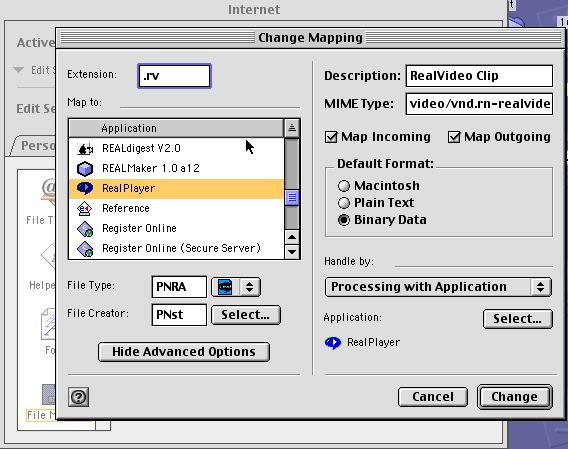 Internet
Active
Edit S
Edit Se
Perso
File T
Helpe
Fo
File M
Change Mapping
Extension: .rv
Map to:
Application
REALdigest V2.0
REALMaker 1.0a12
RealPlayer
Reference
Register Online
Register Online (Secure Server)
File Type: PNRA
File Creator: PNst Select...
Hide Advanced Options
Description: RealVideo Clip
MIME Type: video/vnd.rn-realvide
Map Incoming Map Outgoing
Default Format:
Macintosh
Plain Text
Binary Data
Handle by:
Processing with Application
Application: Select...
RealPlayer
?
Cancel Change